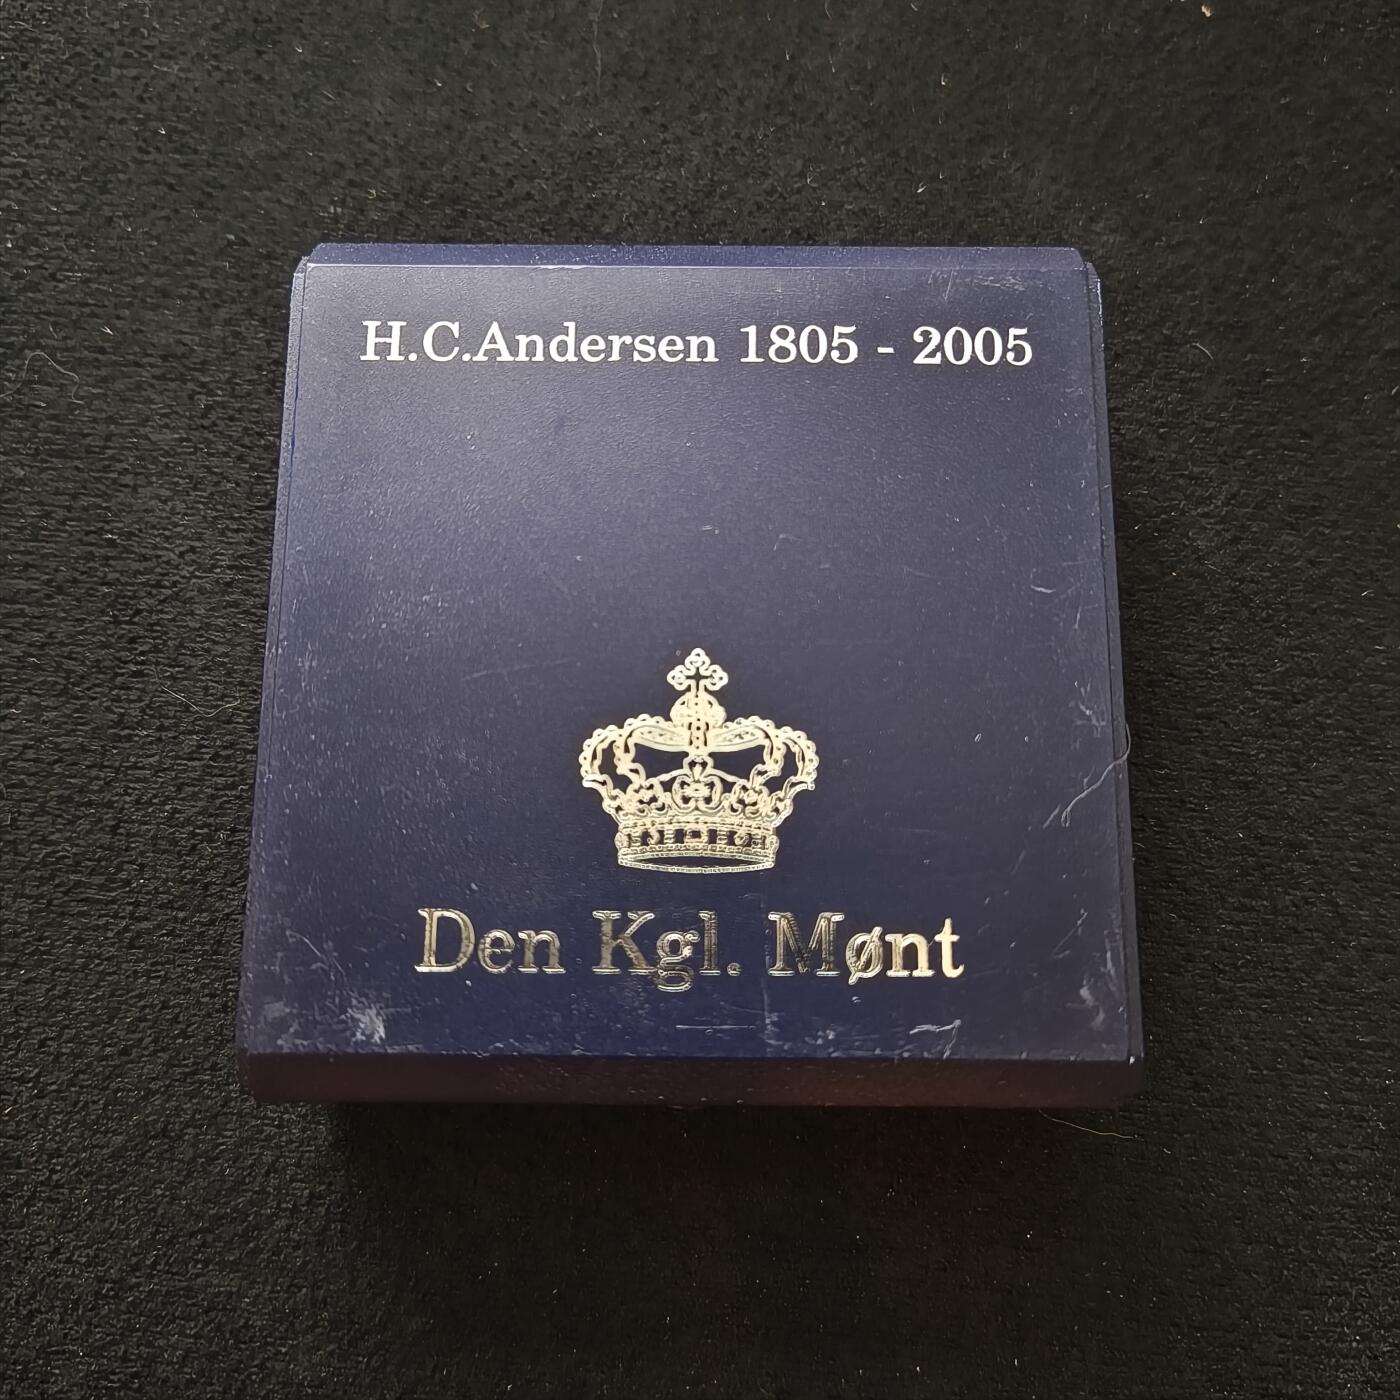 H.C.Andersen 1805 - 2005
Den Kgl. Mønt